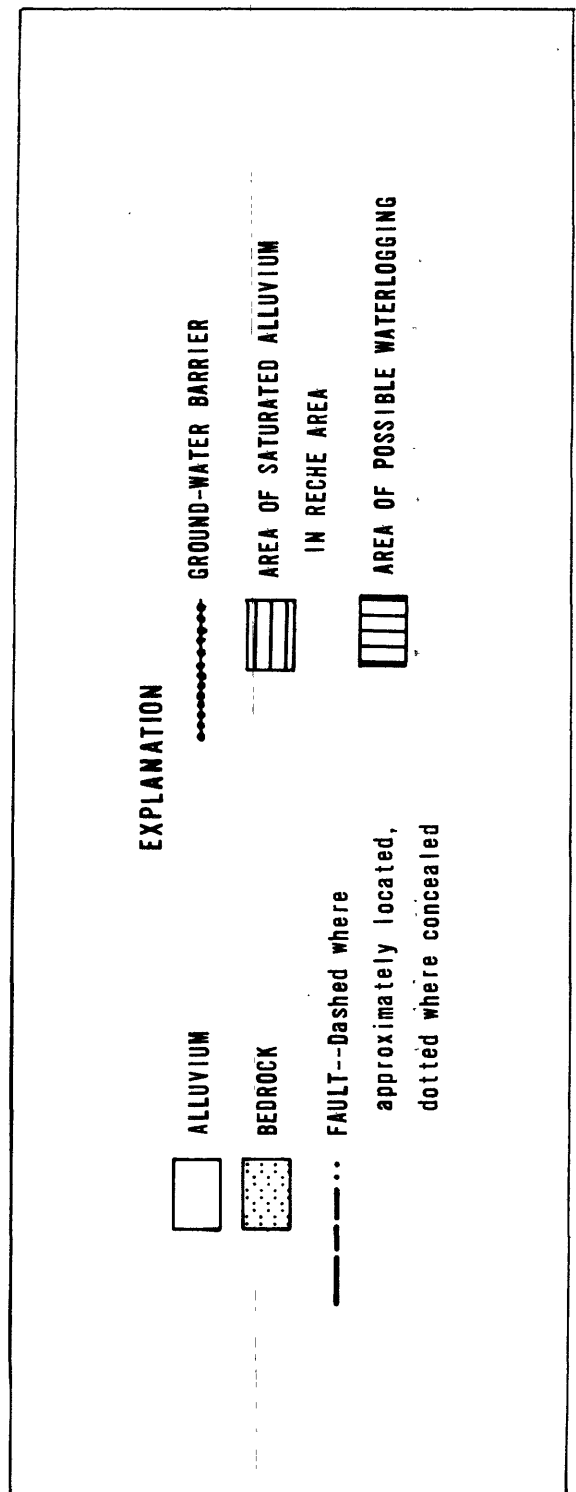 EXPLANATION
ALLUVIUM
BEDROCK
FAULT--Dashed where
approximately located,
dotted where concealed
GROUND-WATER BARRIER
AREA OF SATURATED ALLUVIUM
IN RECHE AREA
AREA OF POSSIBLE WATERLOGGING